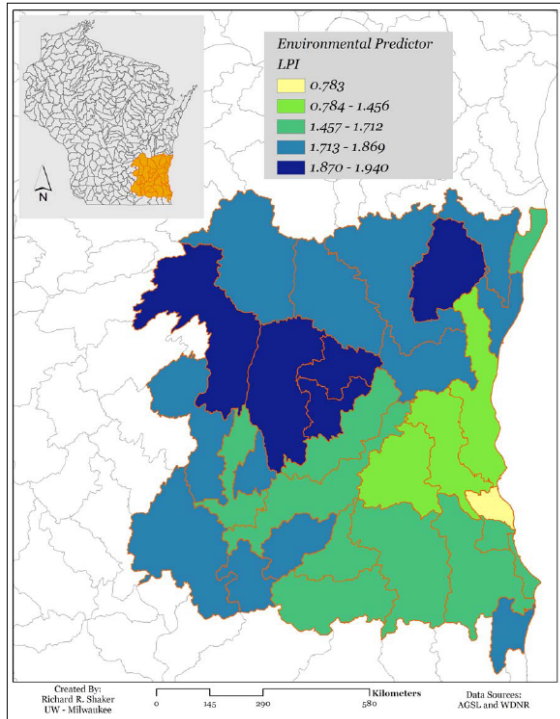 Environmental Predictor
LPI
0.783
0.784 - 1.456
1.457 - 1.712
1.713 - 1.869
1.870 - 1.940
N
Created By:
Richard R. Shaker
UW - Milwaukee
Kilometers
0 145 290 580
Data Sources:
AGSL and WDNR